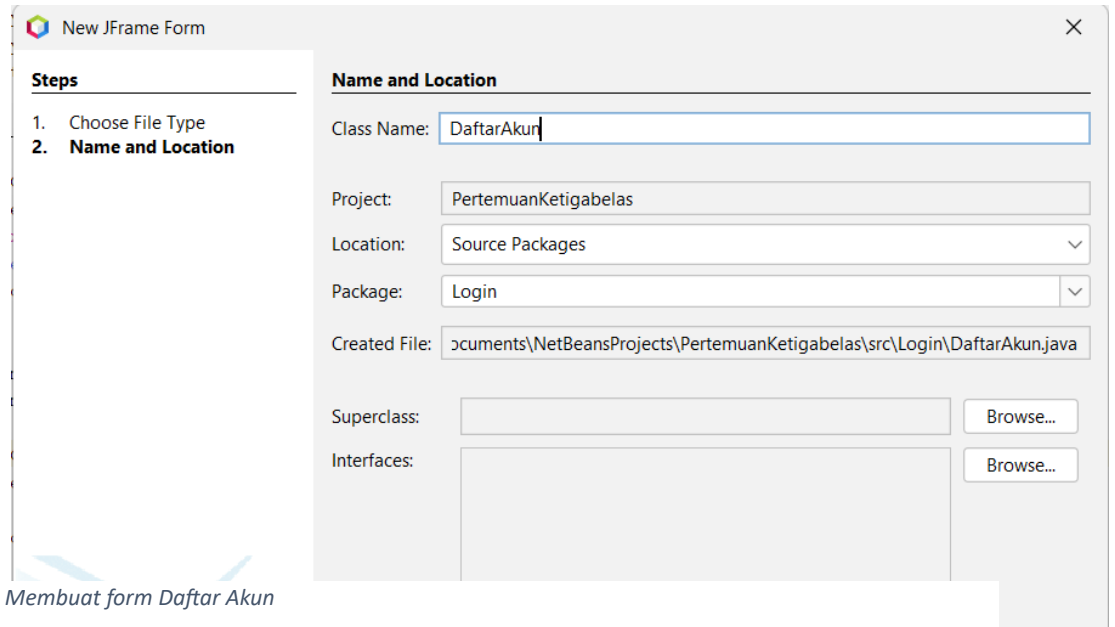 New JFrame Form
Steps
1. Choose File Type
2. Name and Location
Name and Location
Class Name: DaftarAkun
Project: PertemuanKetigabelas
Location: Source Packages
Package: Login
Created File: ocuments\NetBeansProjects\PertemuanKetigabelas\src\Login\DaftarAkun.java
Superclass: Browse...
Interfaces: Browse...
Membuat form Daftar Akun